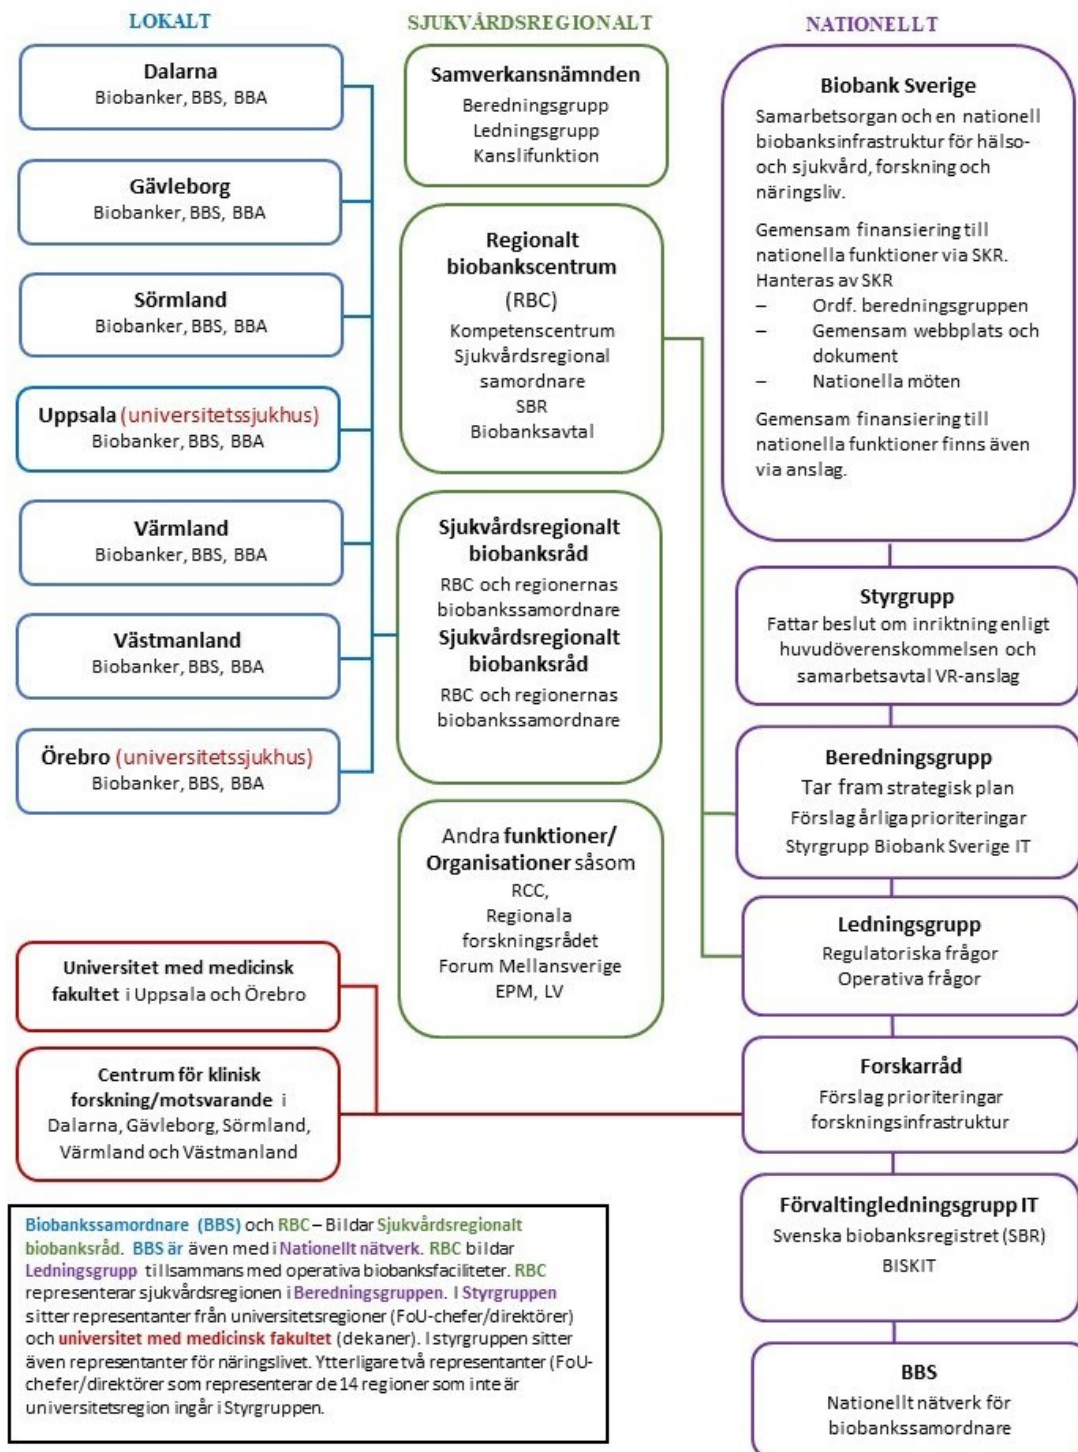 LOKALT
Dalarna
Biobanker, BBS, BBA
Gävleborg
Biobanker, BBS, BBA
Sörmland
Biobanker, BBS, BBA
Uppsala (universitetssjukhus)
Biobanker, BBS, BBA
Värmland
Biobanker, BBS, BBA
Västmanland
Biobanker, BBS, BBA
Örebro (universitetssjukhus)
Biobanker, BBS, BBA
Universitet med medicinsk
fakultet i Uppsala och Örebro
Centrum för klinisk
forskning/motsvarande i
Dalarna, Gävleborg, Sörmland,
Värmland och Västmanland
SJUKVÅRDSREGIONALT
Samverkansnämnden
Beredningsgrupp
Ledningsgrupp
Kanslifunktion
Regionalt
biobankscentrum
(RBC)
Kompetenscentrum
Sjukvårdsregional
samordnare
SBR
Biobanksavtal
Sjukvårdsregionalt
biobanksråd
RBC och regionernas
biobankssamordnare
Sjukvårdsregionalt
biobanksråd
RBC och regionernas
biobankssamordnare
Andra funktioner/
Organisationer såsom
RCC,
Regionala
forskningsrådet
Forum Mellansverige
EPM, LV
NATIONELLT
Biobank Sverige
Samarbetsorgan och en nationell
biobanksinfrastruktur för hälso-
och sjukvård, forskning och
näringsliv.
Gemensam finansiering till
nationella funktioner via SKR.
Hanteras av SKR
– Ordf. beredningsgruppen
– Gemensam webbplats och
dokument
– Nationella möten
Gemensam finansiering till
nationella funktioner finns även
via anslag.
Styrgrupp
Fattar beslut om inriktning enligt
huvudöverenskommelsen och
samarbetsavtal VR-anslag
Beredningsgrupp
Tar fram strategisk plan
Förslag årliga prioriteringar
Styrgrupp Biobank Sverige IT
Ledningsgrupp
Regulatoriska frågor
Operativa frågor
Forskarråd
Förslag prioriteringar
forskningsinfrastruktur
Förvaltingledningsgrupp IT
Svenska biobanksregistret (SBR)
BISKIT
BBS
Nationellt nätverk för
biobankssamordnare
Biobankssamordnare (BBS) och RBC – Bildar Sjukvårdsregionalt
biobanksråd. BBS är även med i Nationellt nätverk. RBC bildar
Ledningsgrupp tillsammans med operativa biobanksfaciliteter. RBC
representerar sjukvårdsregionen i Beredningsgruppen. I Styrgruppen
sitter representanter från universitetsregioner (FoU-chefer/direktörer)
och universitet med medicinsk fakultet (dekaner). I styrgruppen sitter
även representanter för näringslivet. Ytterligare två representanter (FoU-
chefer/direktörer som representerar de 14 regioner som inte är
universitetsregion ingår i Styrgruppen.